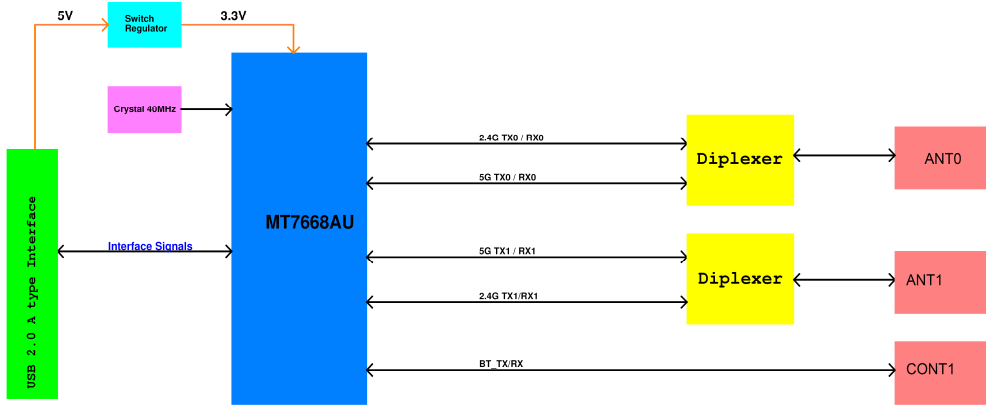 5V
Switch
Regulator
3.3V
Crystal 40MHz
USB 2.0 A type Interface
Interface Signals
MT7668AU
2.4G TX0 / RX0
5G TX0 / RX0
Diplexer
ANT0
5G TX1 / RX1
2.4G TX1/RX1
Diplexer
ANT1
BT_TX/RX
CONT1